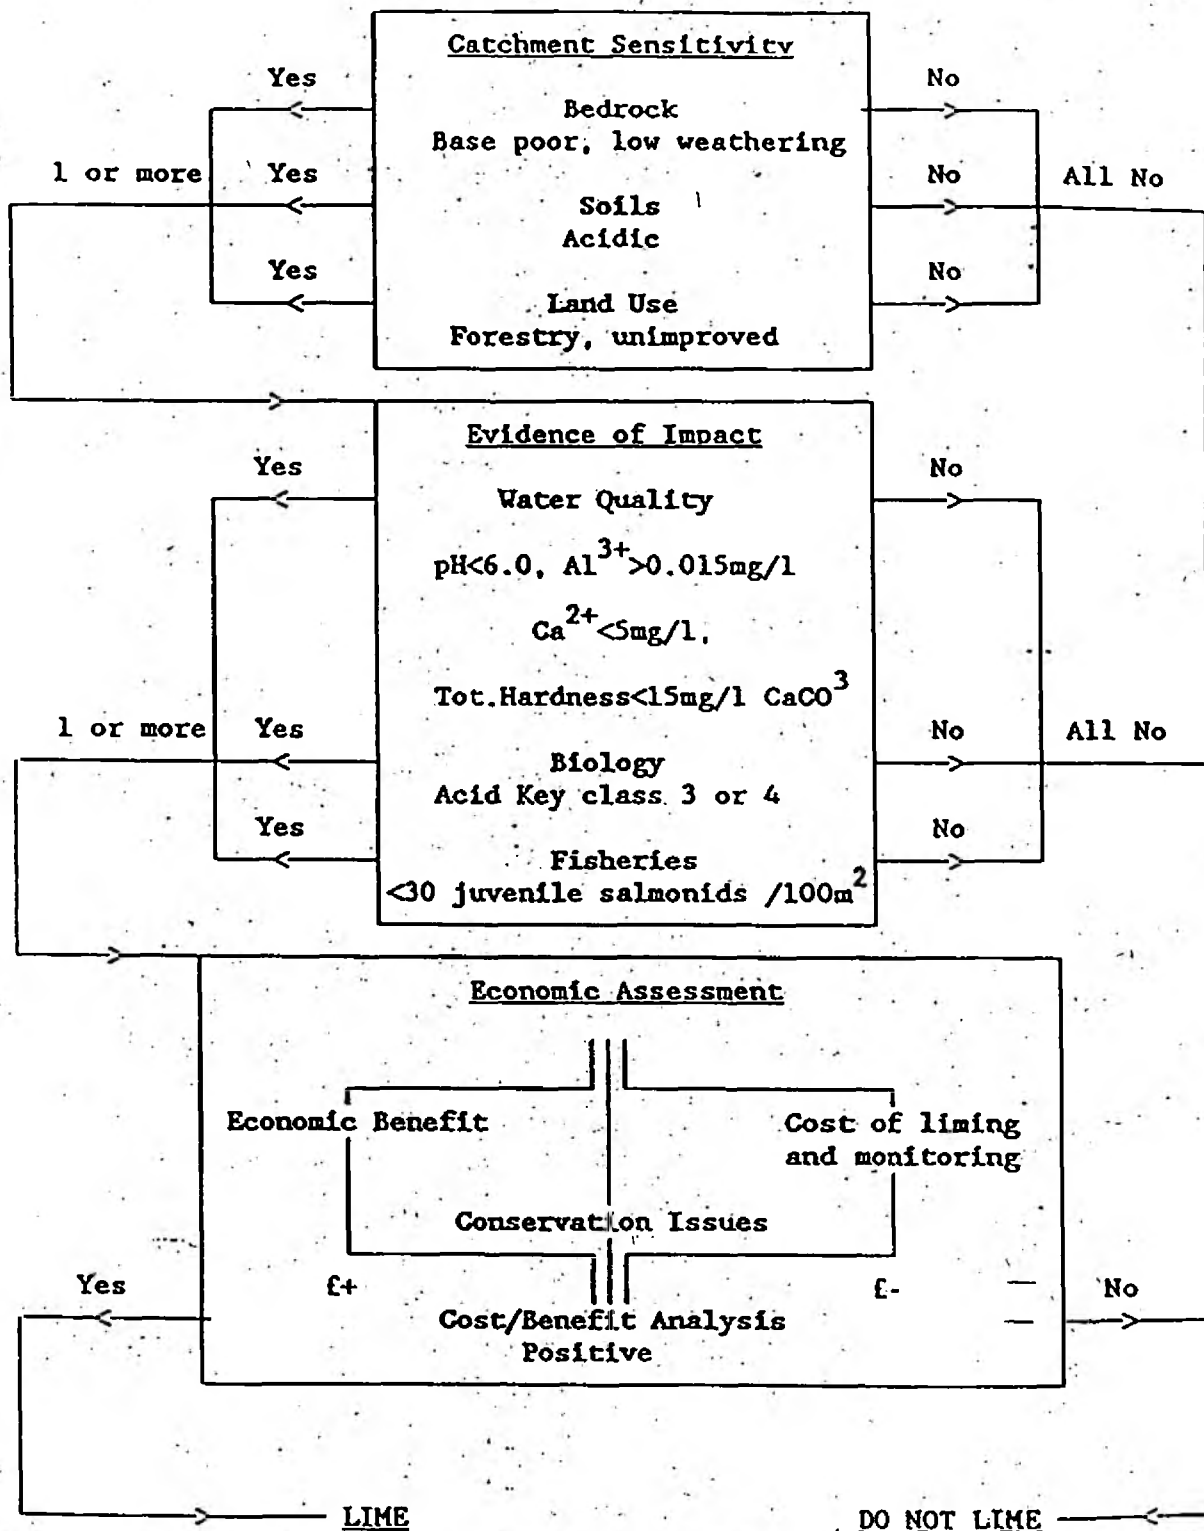 Catchment Sensitivity
Yes
No
Bedrock
Base poor, low weathering
1 or more
Yes
No
All No
Soils
Acidic
Yes
No
Land Use
Forestry, unimproved
Evidence of Impact
Yes
No
Water Quality
pH<6.0, Al³⁺>0.015mg/l
Ca²⁺<5mg/l,
Tot.Hardness<15mg/l CaCO³
1 or more
Yes
No
All No
Biology
Acid Key class 3 or 4
Yes
No
Fisheries
<30 juvenile salmonids /100m²
Economic Assessment
Economic Benefit
Cost of liming
and monitoring
Conservation Issues
Yes
£+
£-
No
Cost/Benefit Analysis
Positive
LIME
DO NOT LIME